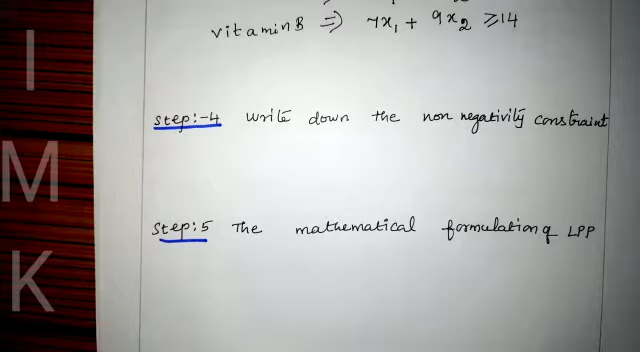 vitamin B ⇒ 7x₁ + 9x₂ ≥ 14
step:-4 write down the non negativity constraint
step:5 The mathematical formulation of LPP
I
M
K